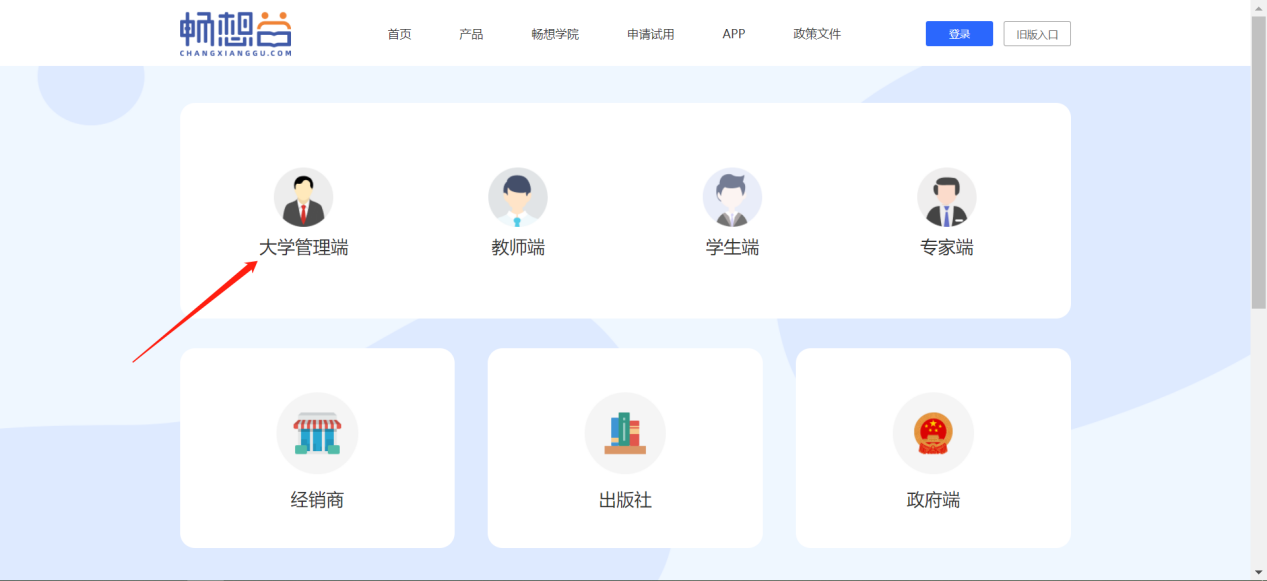 畅想谷
CHANGXIANGGU.COM
首页 产品 畅想学院 申请试用 APP 政策文件 登录 旧版入口
大学管理端 教师端 学生端 专家端
经销商 出版社 政府端